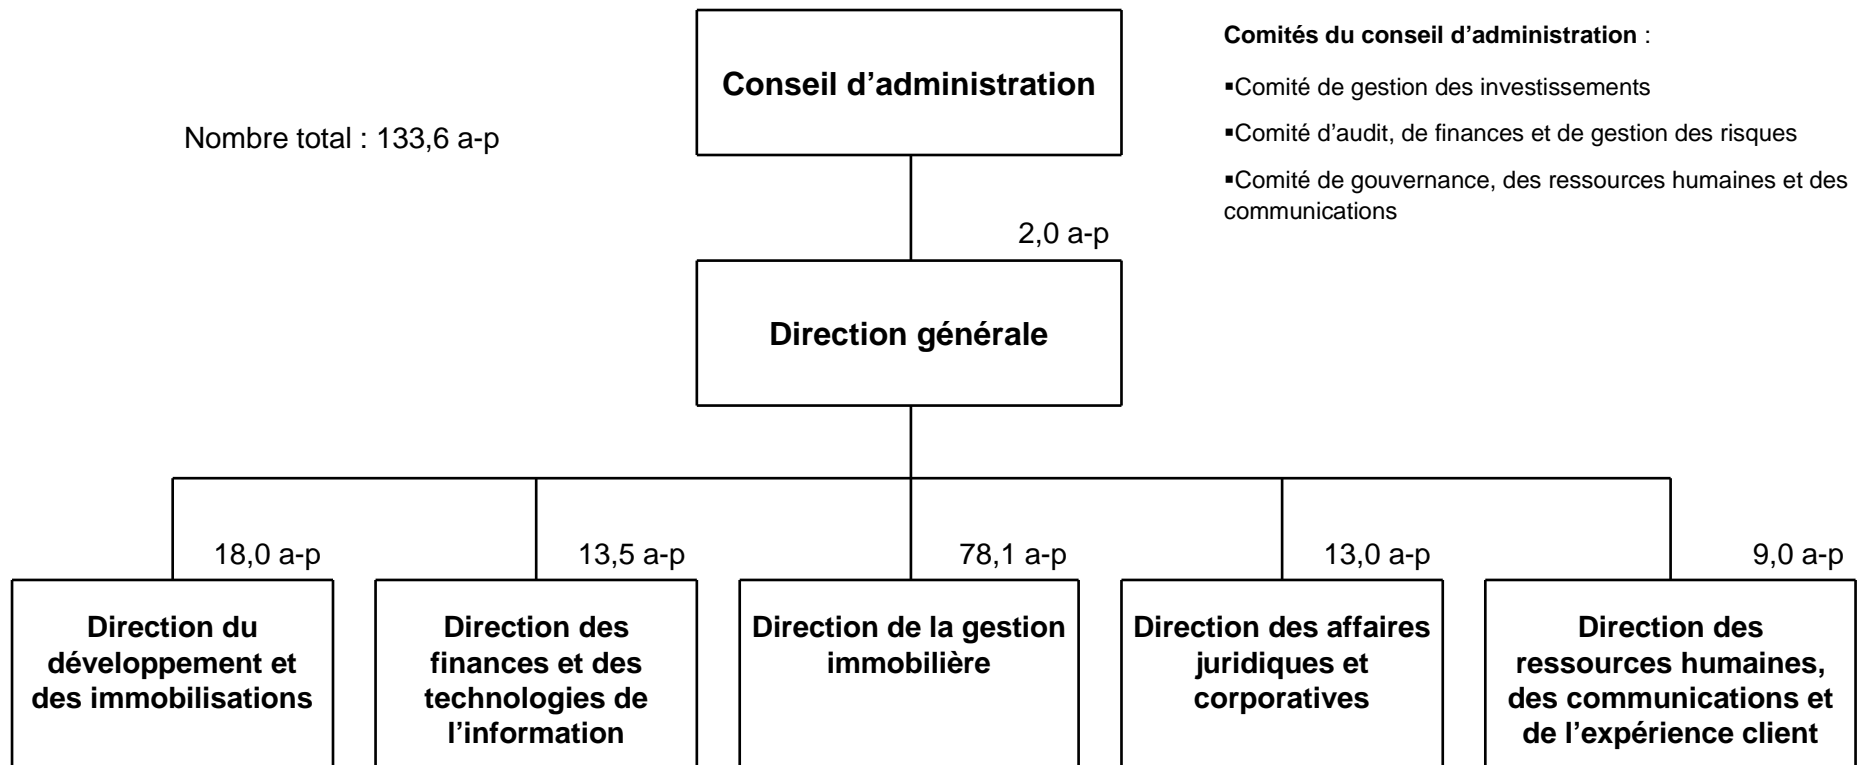 Conseil d’administration
Nombre total : 133,6 a-p
Comités du conseil d’administration :
▪Comité de gestion des investissements
▪Comité d’audit, de finances et de gestion des risques
▪Comité de gouvernance, des ressources humaines et des
communications
2,0 a-p
Direction générale
18,0 a-p
Direction du
développement et
des immobilisations
13,5 a-p
Direction des
finances et des
technologies de
l’information
78,1 a-p
Direction de la gestion
immobilière
13,0 a-p
Direction des affaires
juridiques et
corporatives
9,0 a-p
Direction des
ressources humaines,
des communications et
de l’expérience client